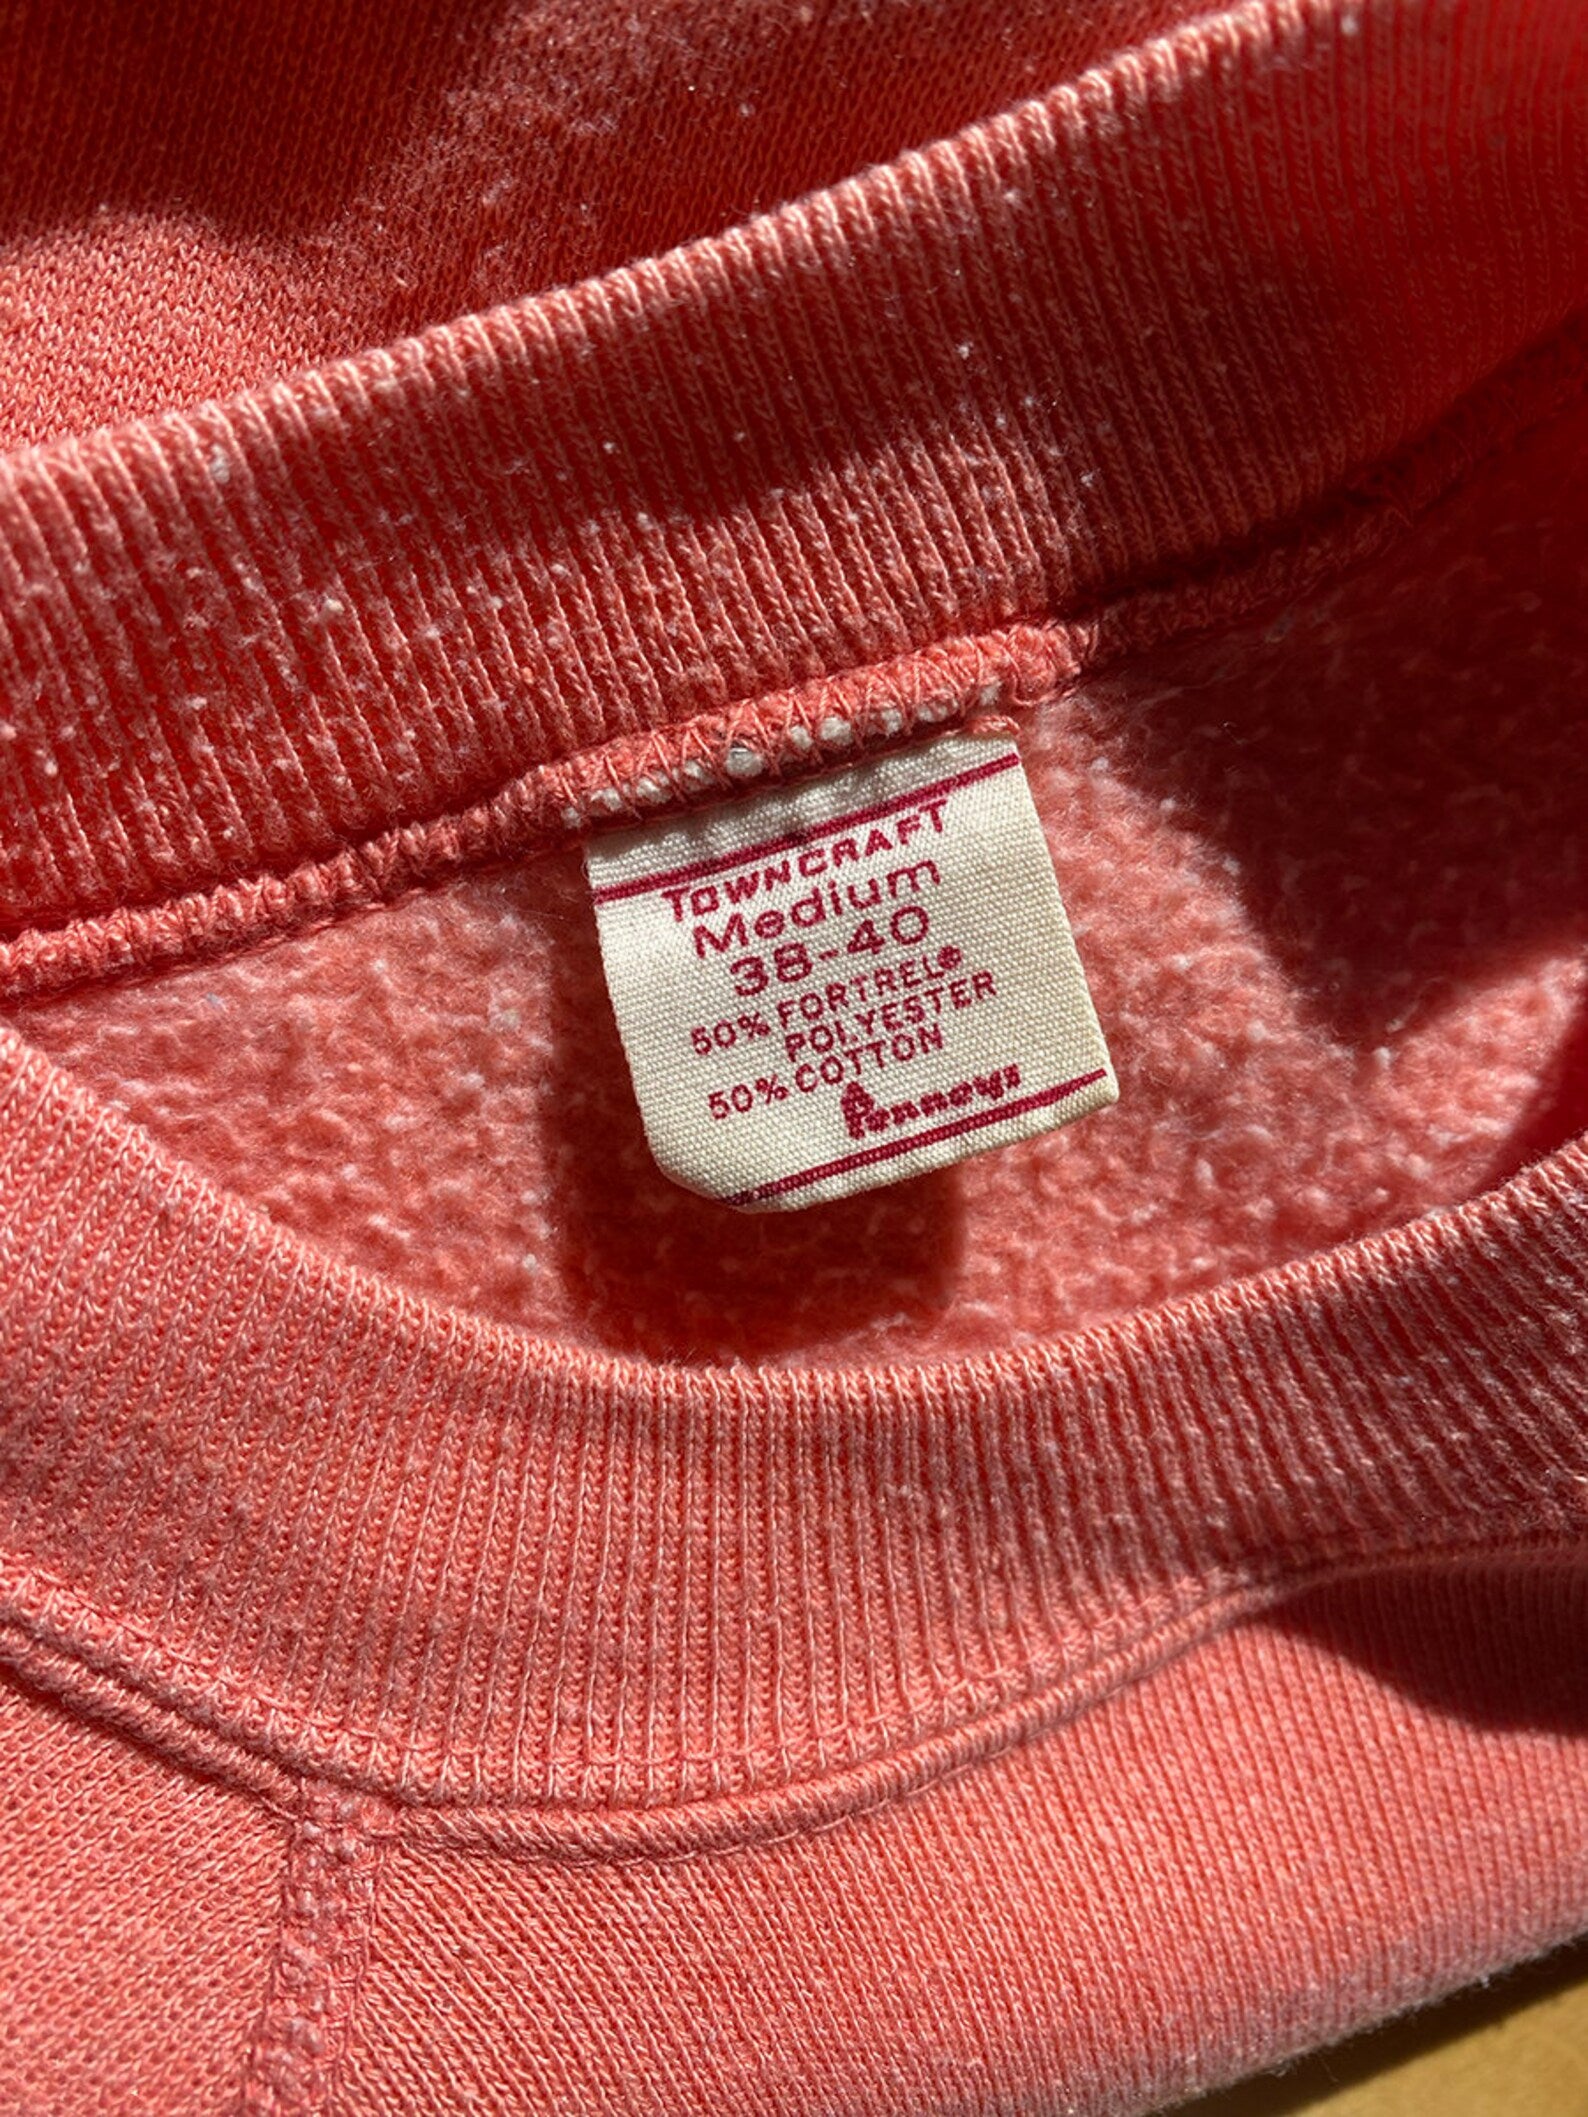 TOWNCRAFT
Medium
38-40
50% FORTREL®
POLYESTER
50% COTTON
Penneys